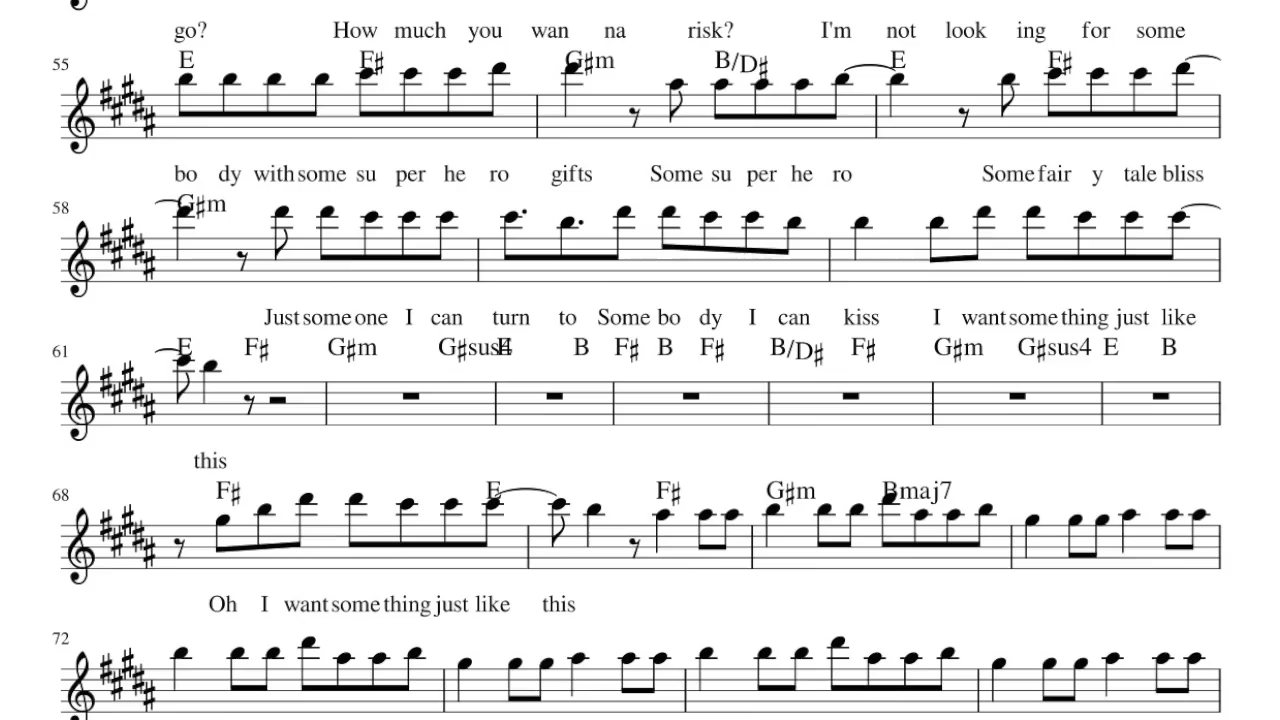 go? How much you wan na risk? I'm not look ing for some
55 E F♯ G♯m B/D♯ E F♯
bo dy with some su per he ro gifts Some su per he ro Some fair y tale bliss
58 G♯m
Just some one I can turn to Some bo dy I can kiss I want some thing just like
61 E F♯ G♯m G♯sus4 E B F♯ B F♯ B/D♯ F♯ G♯m G♯sus4 E B
this
68 F♯ E F♯ G♯m Bmaj7
Oh I want some thing just like this
72